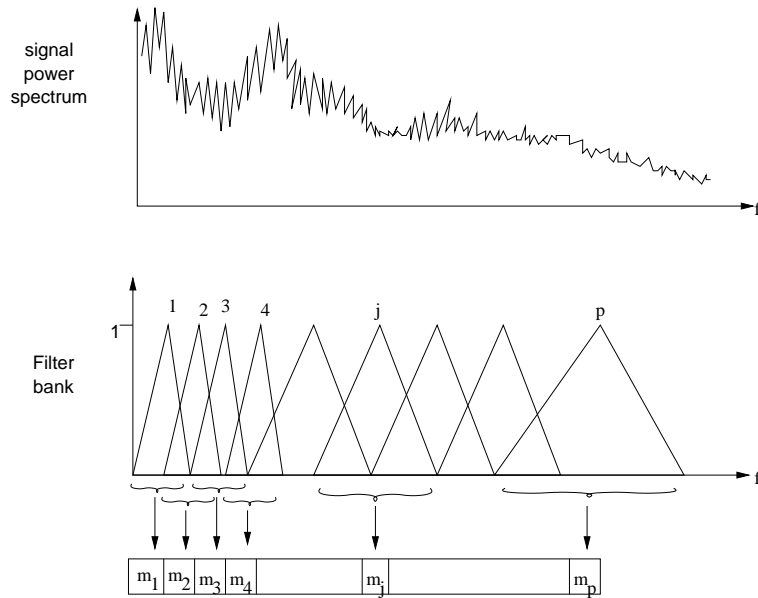 signal
power
spectrum
f
1 2 3 4 j p
1
Filter
bank
f
m1 m2 m3 m4 mj mp